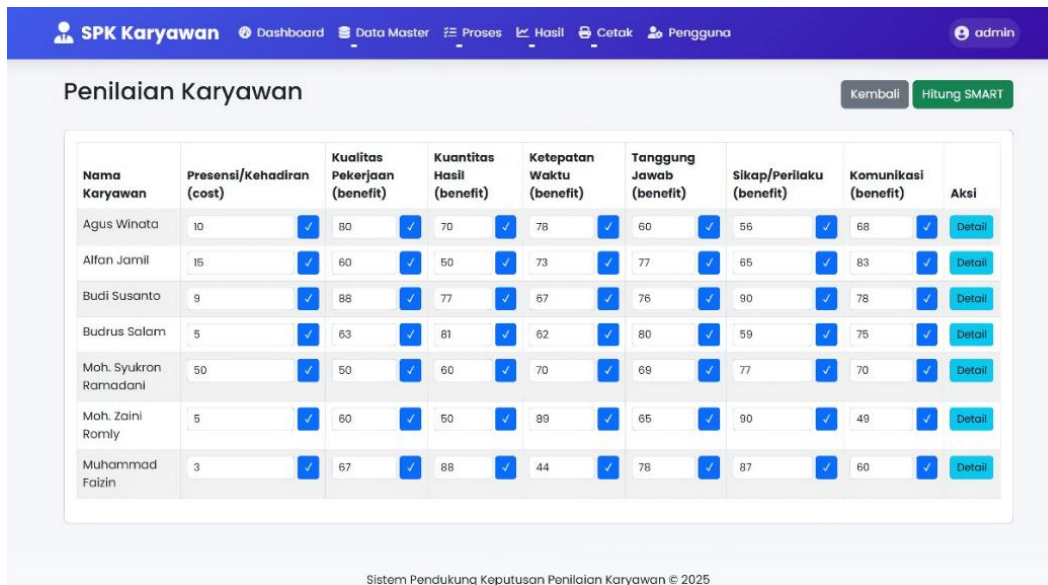 SPK Karyawan Dashboard Data Master Proses Hasil Cetak Pengguna admin
Penilaian Karyawan Kembali Hitung SMART
Nama Karyawan Presensi/Kehadiran (cost) Kualitas Pekerjaan (benefit) Kuantitas Hasil (benefit) Ketepatan Waktu (benefit) Tanggung Jawab (benefit) Sikap/Perilaku (benefit) Komunikasi (benefit) Aksi
Agus Winata 10 80 70 78 60 56 68 Detail
Alfan Jamil 15 60 50 73 77 65 83 Detail
Budi Susanto 9 88 77 67 76 90 78 Detail
Budrus Salam 5 63 81 62 80 59 75 Detail
Moh. Syukron Ramadani 50 50 60 70 69 77 70 Detail
Moh. Zaini Romly 5 60 50 89 65 90 49 Detail
Muhammad Faizin 3 67 88 44 78 87 60 Detail
Sistem Pendukung Keputusan Penilaian Karyawan © 2025